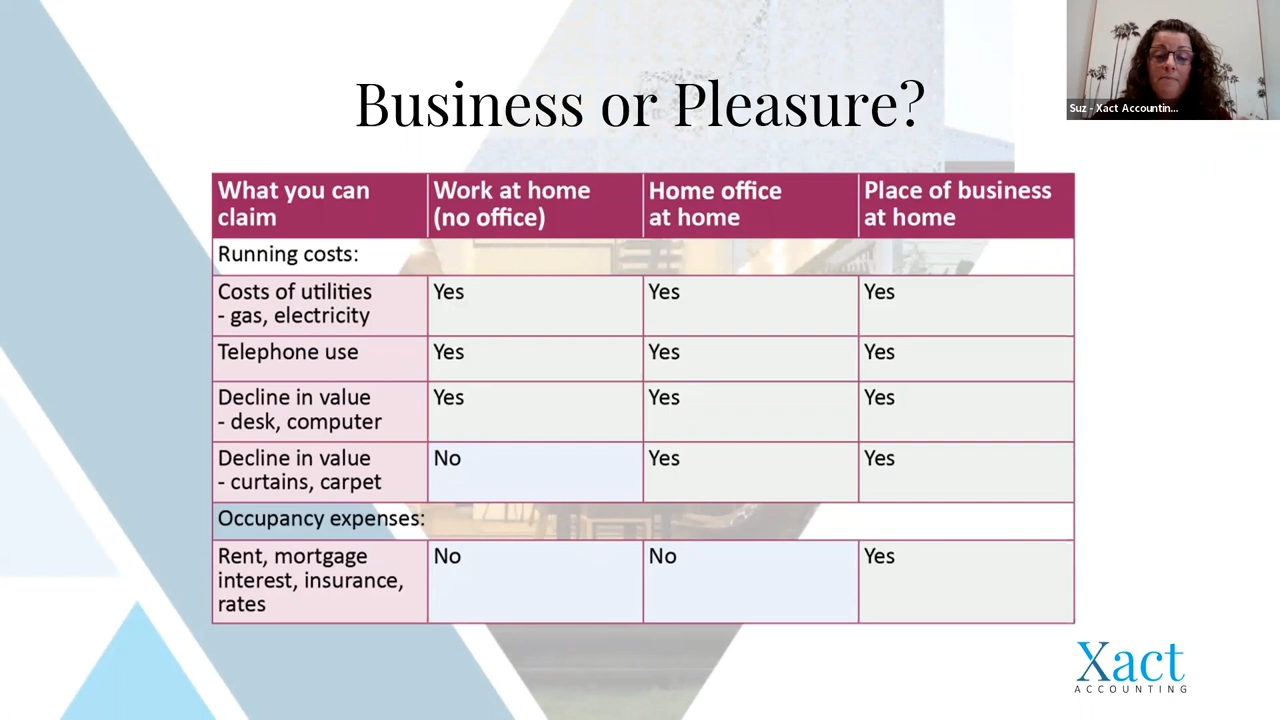 Business or Pleasure?
Suz - Xact Accountin...
What you can
claim
Work at home
(no office)
Home office
at home
Place of business
at home
Running costs:
Costs of utilities
- gas, electricity
Yes
Yes
Yes
Telephone use
Yes
Yes
Yes
Decline in value
- desk, computer
Yes
Yes
Yes
Decline in value
- curtains, carpet
No
Yes
Yes
Occupancy expenses:
Rent, mortgage
interest, insurance,
rates
No
No
Yes
Xact
ACCOUNTING